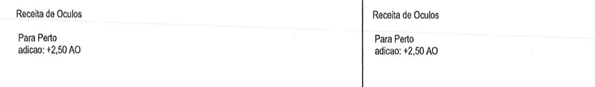 Receita de Oculos
Para Perto
adicao: +2,50 AO
Receita de Oculos
Para Perto
adicao: +2,50 AO